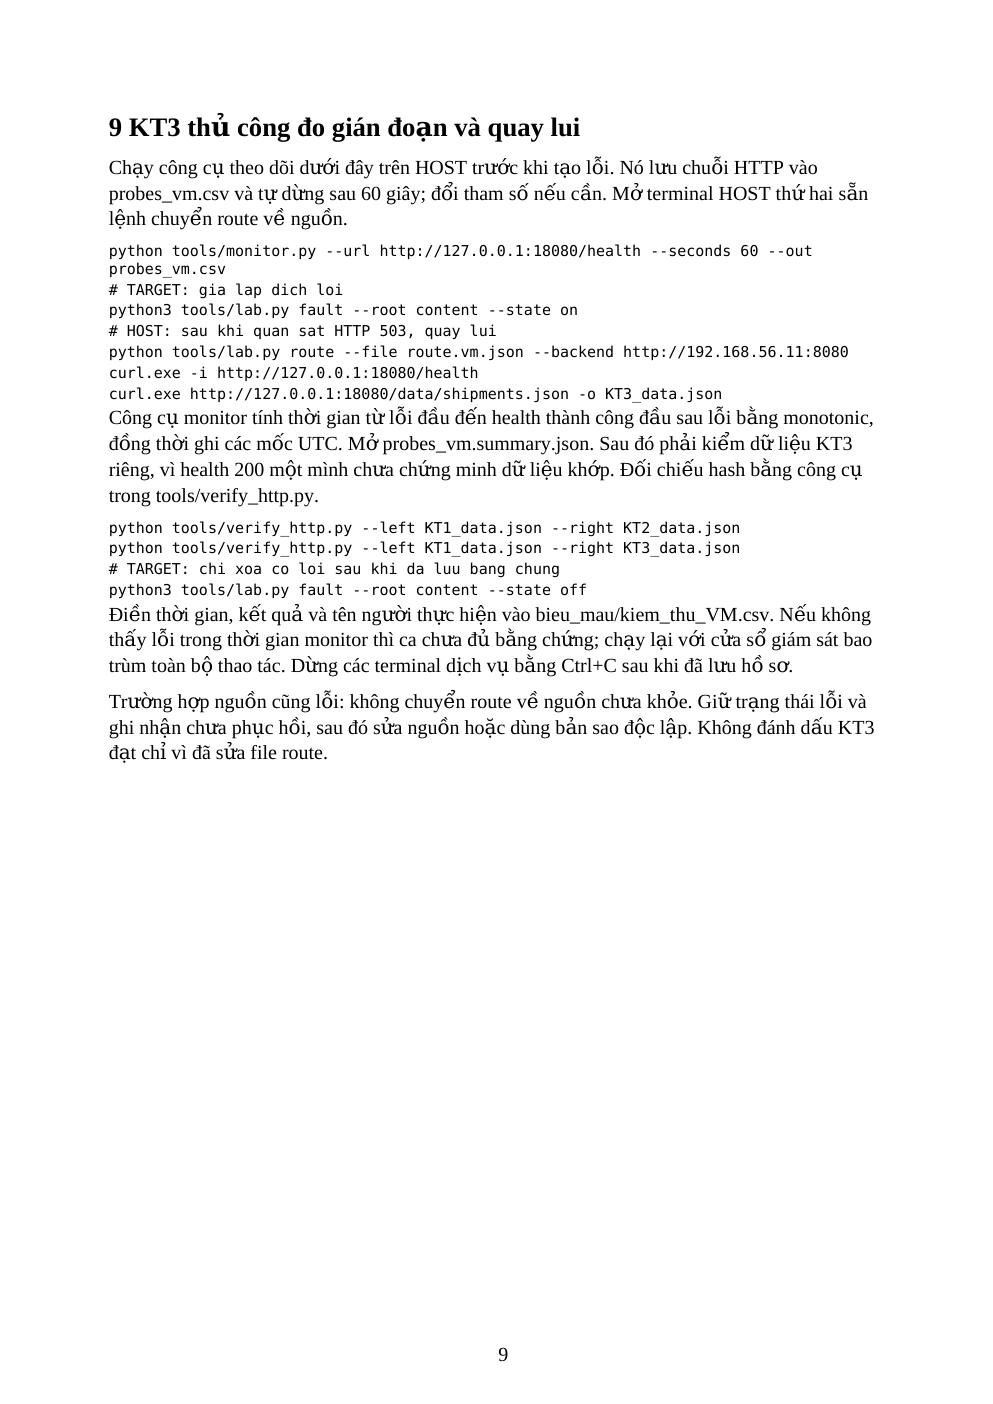 9 KT3 thủ công đo gián đoạn và quay lui
Chạy công cụ theo dõi dưới đây trên HOST trước khi tạo lỗi. Nó lưu chuỗi HTTP vào
probes_vm.csv và tự dừng sau 60 giây; đổi tham số nếu cần. Mở terminal HOST thứ hai sẵn
lệnh chuyển route về nguồn.
python tools/monitor.py --url http://127.0.0.1:18080/health --seconds 60 --out
probes_vm.csv
# TARGET: gia lap dich loi
python3 tools/lab.py fault --root content --state on
# HOST: sau khi quan sat HTTP 503, quay lui
python tools/lab.py route --file route.vm.json --backend http://192.168.56.11:8080
curl.exe -i http://127.0.0.1:18080/health
curl.exe http://127.0.0.1:18080/data/shipments.json -o KT3_data.json
Công cụ monitor tính thời gian từ lỗi đầu đến health thành công đầu sau lỗi bằng monotonic,
đồng thời ghi các mốc UTC. Mở probes_vm.summary.json. Sau đó phải kiểm dữ liệu KT3
riêng, vì health 200 một mình chưa chứng minh dữ liệu khớp. Đối chiếu hash bằng công cụ
trong tools/verify_http.py.
python tools/verify_http.py --left KT1_data.json --right KT2_data.json
python tools/verify_http.py --left KT1_data.json --right KT3_data.json
# TARGET: chi xoa co loi sau khi da luu bang chung
python3 tools/lab.py fault --root content --state off
Điền thời gian, kết quả và tên người thực hiện vào bieu_mau/kiem_thu_VM.csv. Nếu không
thấy lỗi trong thời gian monitor thì ca chưa đủ bằng chứng; chạy lại với cửa sổ giám sát bao
trùm toàn bộ thao tác. Dừng các terminal dịch vụ bằng Ctrl+C sau khi đã lưu hồ sơ.
Trường hợp nguồn cũng lỗi: không chuyển route về nguồn chưa khỏe. Giữ trạng thái lỗi và
ghi nhận chưa phục hồi, sau đó sửa nguồn hoặc dùng bản sao độc lập. Không đánh dấu KT3
đạt chỉ vì đã sửa file route.
9